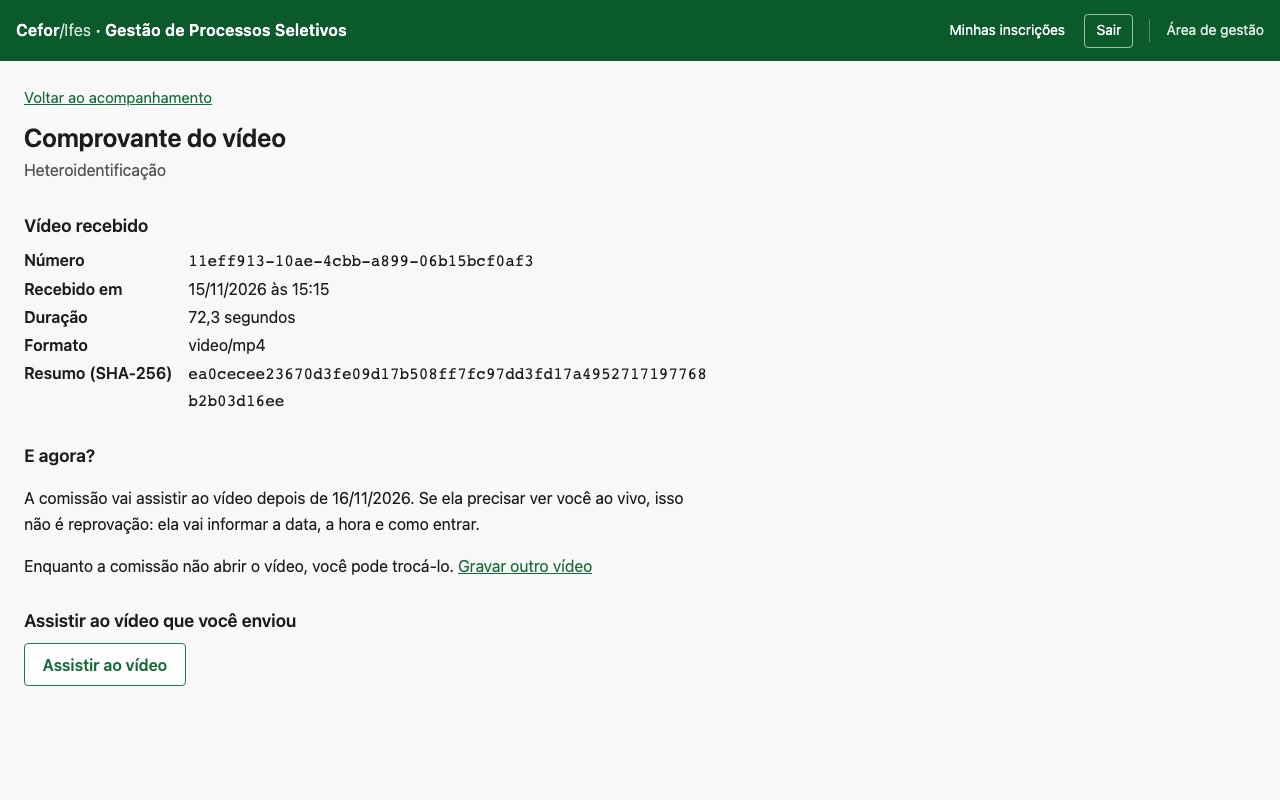 Cefor/Ifes · Gestão de Processos Seletivos
Minhas inscrições
Sair
Área de gestão
Voltar ao acompanhamento
Comprovante do vídeo
Heteroidentificação
Vídeo recebido
Número 11eff913-10ae-4cbb-a899-06b15bcf0af3
Recebido em 15/11/2026 às 15:15
Duração 72,3 segundos
Formato video/mp4
Resumo (SHA-256) ea0cecee23670d3fe09d17b508ff7fc97dd3fd17a4952717197768
b2b03d16ee
E agora?
A comissão vai assistir ao vídeo depois de 16/11/2026. Se ela precisar ver você ao vivo, isso
não é reprovação: ela vai informar a data, a hora e como entrar.
Enquanto a comissão não abrir o vídeo, você pode trocá-lo. Gravar outro vídeo
Assistir ao vídeo que você enviou
Assistir ao vídeo